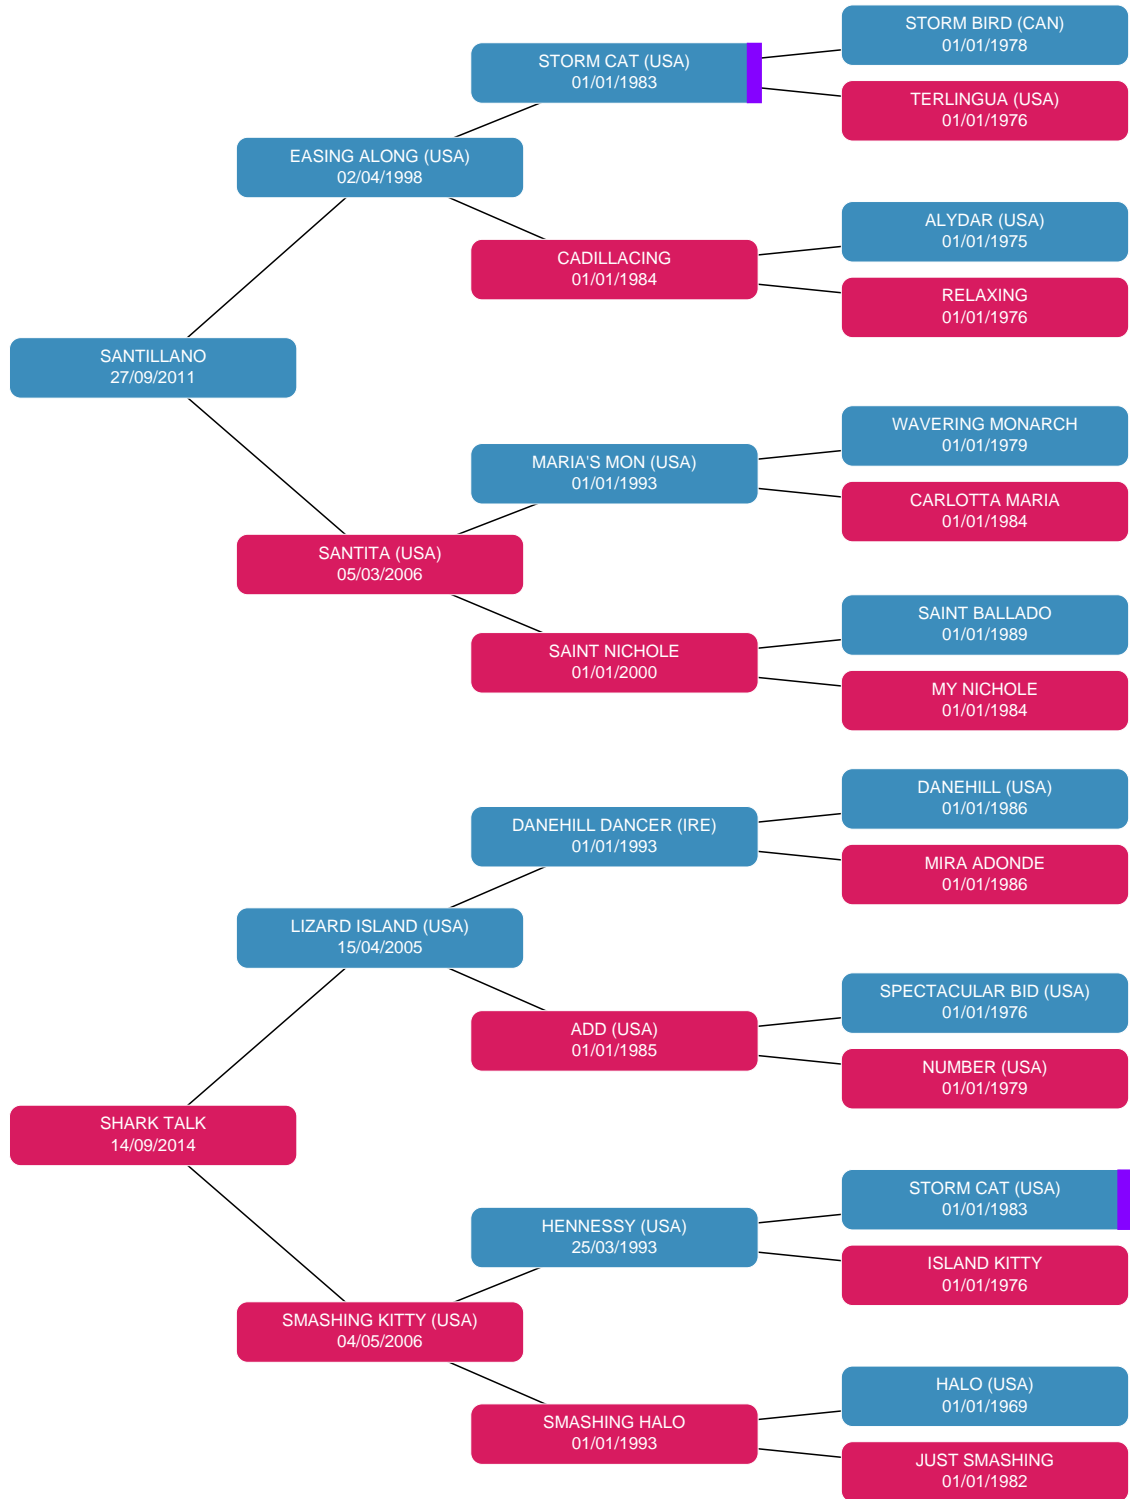 STORM BIRD (CAN)
01/01/1978
STORM CAT (USA)
01/01/1983
TERLINGUA (USA)
01/01/1976
EASING ALONG (USA)
02/04/1998
ALYDAR (USA)
01/01/1975
CADILLACING
01/01/1984
RELAXING
01/01/1976
SANTILLANO
27/09/2011
WAVERING MONARCH
01/01/1979
MARIA'S MON (USA)
01/01/1993
CARLOTTA MARIA
01/01/1984
SANTITA (USA)
05/03/2006
SAINT BALLADO
01/01/1989
SAINT NICHOLE
01/01/2000
MY NICHOLE
01/01/1984
DANEHILL (USA)
01/01/1986
DANEHILL DANCER (IRE)
01/01/1993
MIRA ADONDE
01/01/1986
LIZARD ISLAND (USA)
15/04/2005
SPECTACULAR BID (USA)
01/01/1976
ADD (USA)
01/01/1985
NUMBER (USA)
01/01/1979
SHARK TALK
14/09/2014
STORM CAT (USA)
01/01/1983
HENNESSY (USA)
25/03/1993
ISLAND KITTY
01/01/1976
SMASHING KITTY (USA)
04/05/2006
HALO (USA)
01/01/1969
SMASHING HALO
01/01/1993
JUST SMASHING
01/01/1982